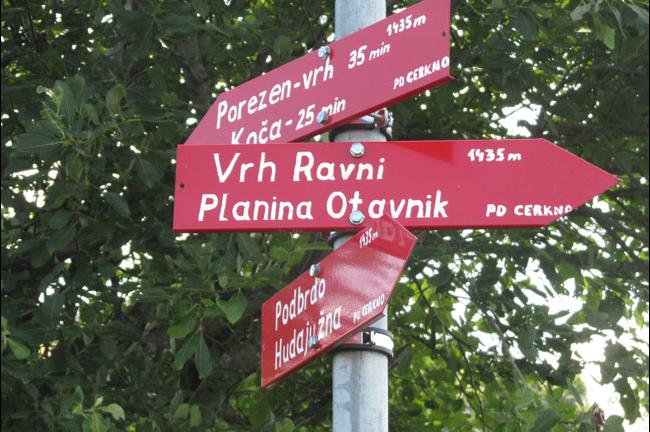 Porezen-vrh 35 min 1435m
Koča-25 min PD CERKNO
Vrh Ravni 1435m
Planina Otavnik PD CERKNO
Podbrdo 1435m
Hudajužna PD CERKNO